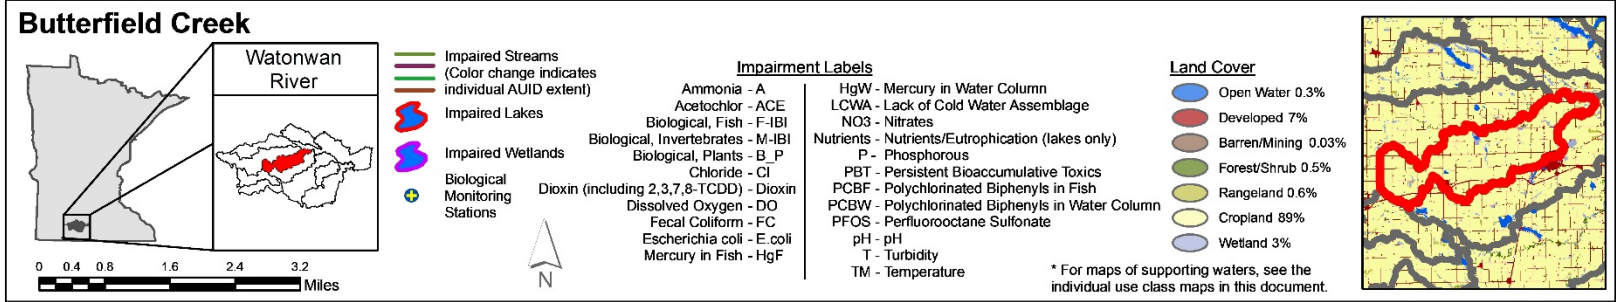 Butterfield Creek
Watonwan
River
Impaired Streams
(Color change indicates
individual AUID extent)
Impaired Lakes
Impaired Wetlands
Biological
Monitoring
Stations
0 0.4 0.8 1.6 2.4 3.2
Miles
N
Impairment Labels
Ammonia - A
Acetochlor - ACE
Biological, Fish - F-IBI
Biological, Invertebrates - M-IBI
Biological, Plants - B_P
Chloride - Cl
Dioxin (including 2,3,7,8-TCDD) - Dioxin
Dissolved Oxygen - DO
Fecal Coliform - FC
Escherichia coli - E.coli
Mercury in Fish - HgF
HgW - Mercury in Water Column
LCWA - Lack of Cold Water Assemblage
NO3 - Nitrates
Nutrients - Nutrients/Eutrophication (lakes only)
P - Phosphorous
PBT - Persistent Bioaccumulative Toxics
PCBF - Polychlorinated Biphenyls in Fish
PCBW - Polychlorinated Biphenyls in Water Column
PFOS - Perfluorooctane Sulfonate
pH - pH
T - Turbidity
TM - Temperature
Land Cover
Open Water 0.3%
Developed 7%
Barren/Mining 0.03%
Forest/Shrub 0.5%
Rangeland 0.6%
Cropland 89%
Wetland 3%
* For maps of supporting waters, see the
individual use class maps in this document.